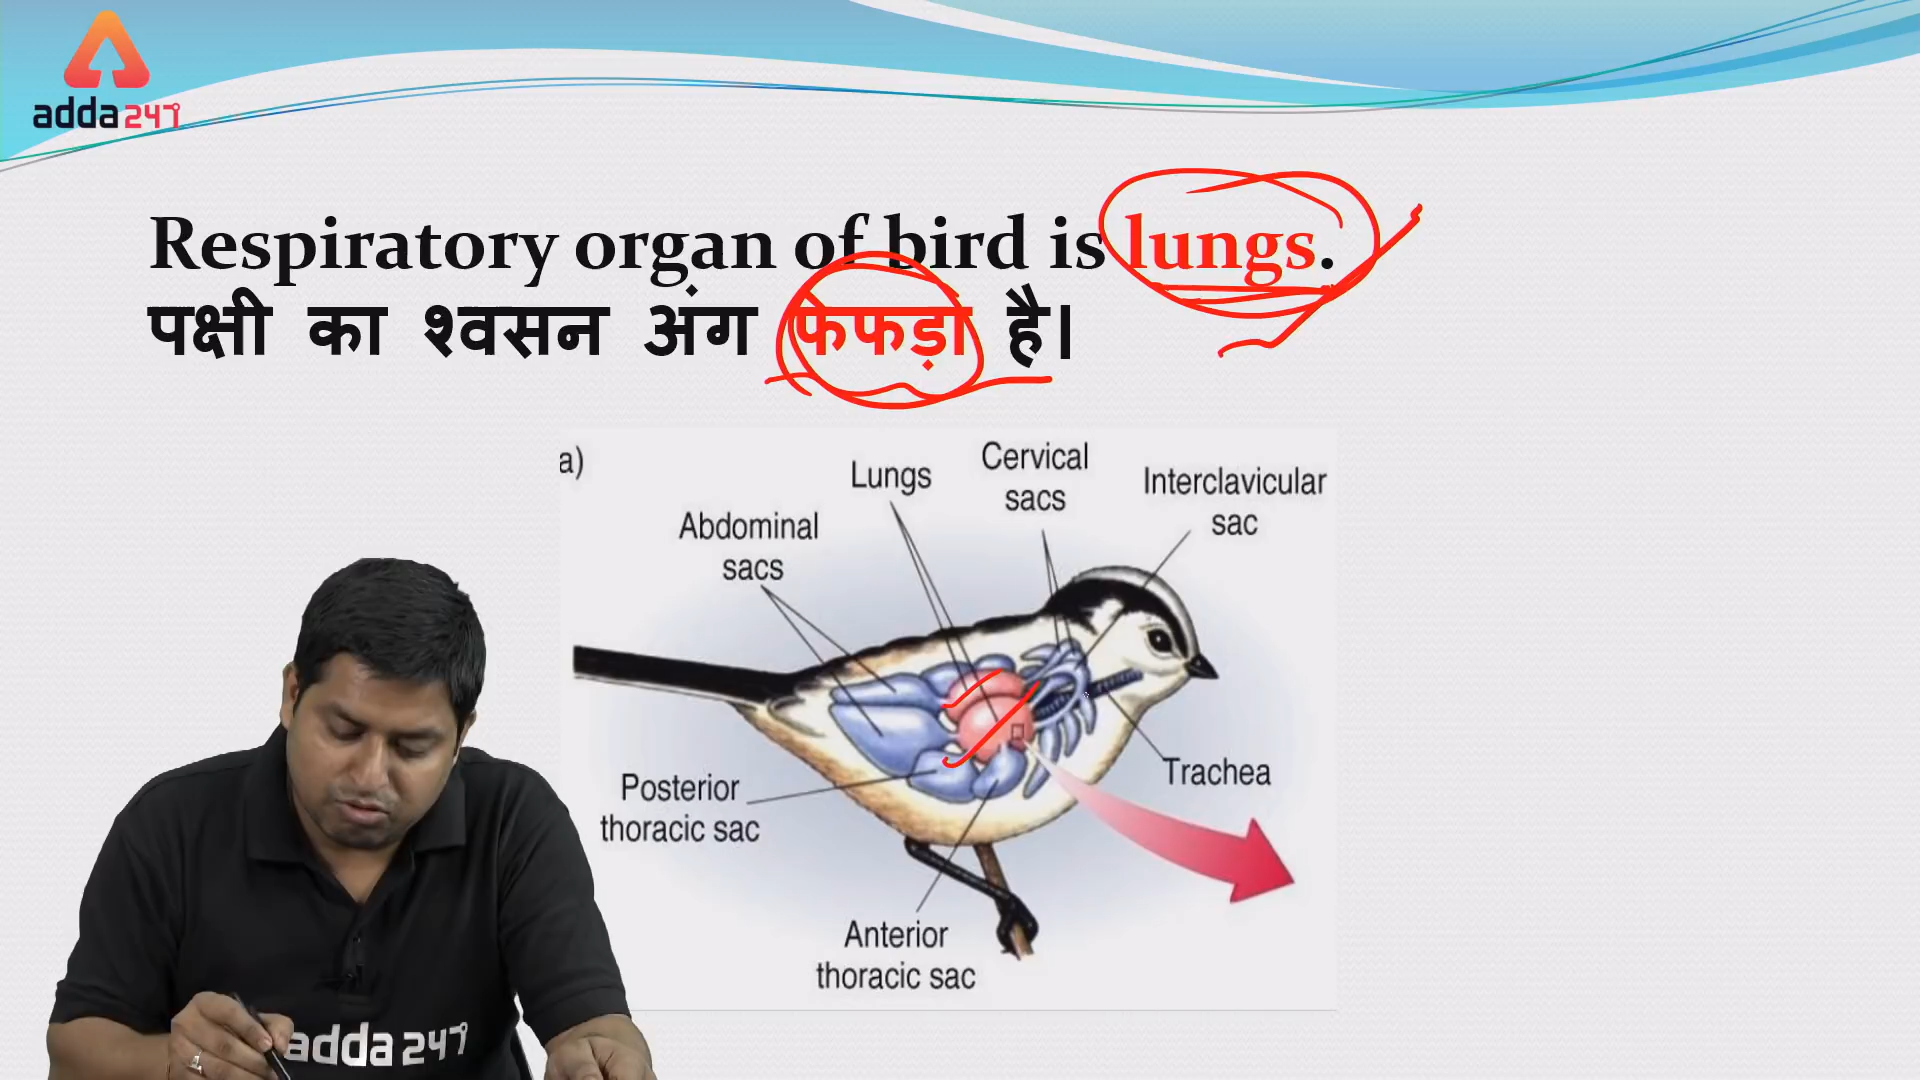 adda247
Respiratory organ of bird is lungs.
पक्षी का श्वसन अंग फेफड़ा है।
a)
Lungs
Cervical
sacs
Interclavicular
sac
Abdominal
sacs
Posterior
thoracic sac
Trachea
Anterior
thoracic sac
adda247